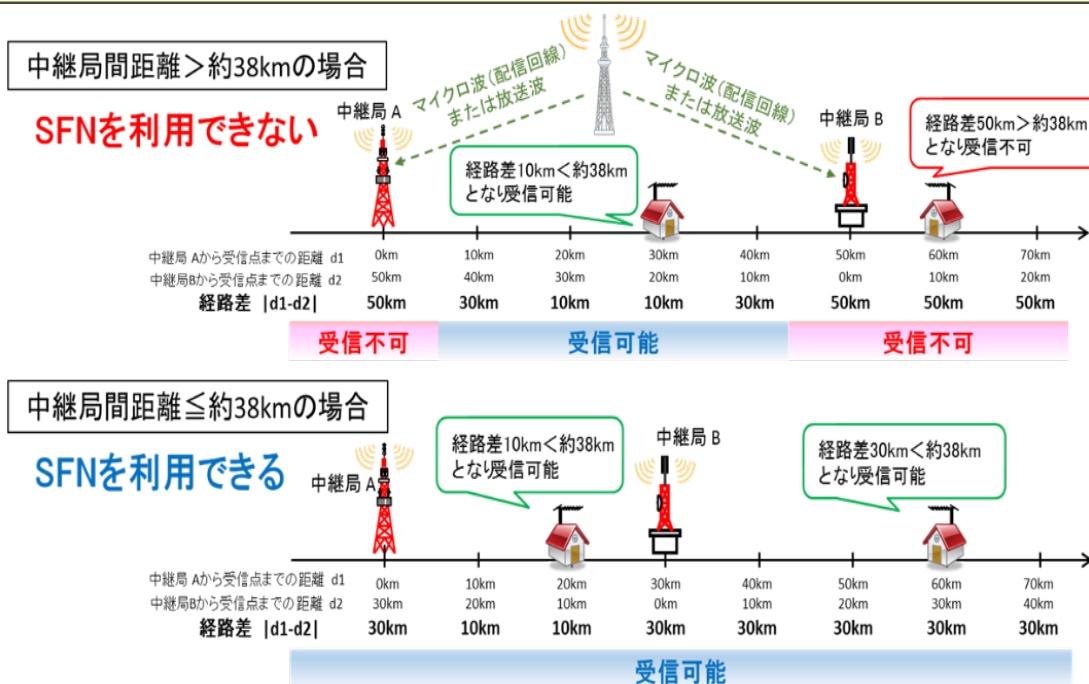 中継局間距離＞約38kmの場合
SFNを利用できない
中継局 A
マイクロ波(配信回線)
または放送波
マイクロ波(配信回線)
または放送波
中継局 B
経路差10km＜約38km
となり受信可能
経路差50km＞約38km
となり受信不可
中継局 Aから受信点までの距離 d1 0km 10km 20km 30km 40km 50km 60km 70km
中継局Bから受信点までの距離 d2 50km 40km 30km 20km 10km 0km 10km 20km
経路差 |d1-d2| 50km 30km 10km 10km 30km 50km 50km 50km
受信不可 受信可能 受信不可
中継局間距離≦約38kmの場合
SFNを利用できる
中継局 A
経路差10km＜約38km
となり受信可能
中継局 B
経路差30km＜約38km
となり受信可能
中継局 Aから受信点までの距離 d1 0km 10km 20km 30km 40km 50km 60km 70km
中継局Bから受信点までの距離 d2 30km 20km 10km 0km 10km 20km 30km 40km
経路差 |d1-d2| 30km 10km 10km 30km 30km 30km 30km 30km
受信可能